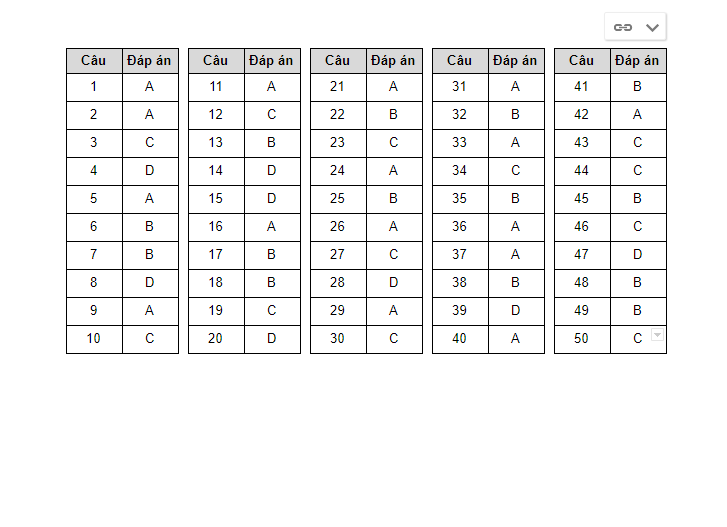 Câu Đáp án Câu Đáp án Câu Đáp án Câu Đáp án Câu Đáp án
1 A 11 A 21 A 31 A 41 B
2 A 12 C 22 B 32 B 42 A
3 C 13 B 23 C 33 A 43 C
4 D 14 D 24 A 34 C 44 C
5 A 15 D 25 B 35 B 45 B
6 B 16 A 26 A 36 A 46 C
7 B 17 B 27 C 37 A 47 D
8 D 18 B 28 D 38 B 48 B
9 A 19 C 29 A 39 D 49 B
10 C 20 D 30 C 40 A 50 C